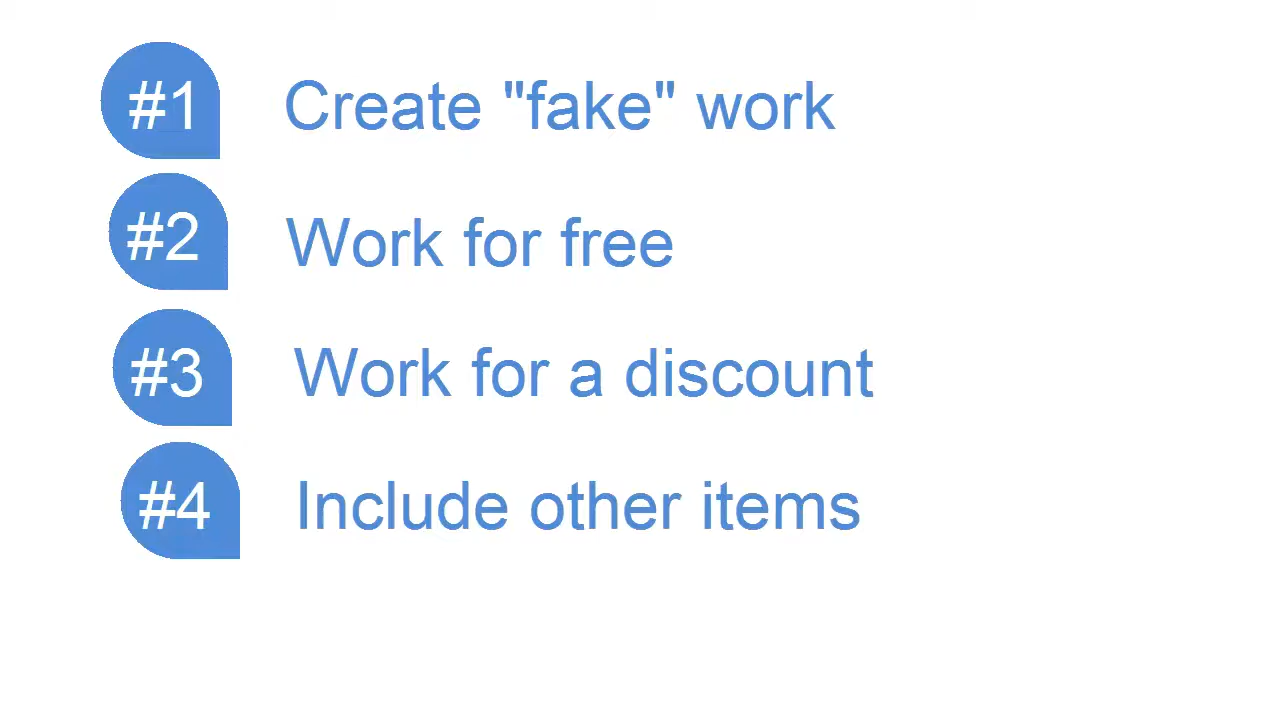 #1 Create "fake" work
#2 Work for free
#3 Work for a discount
#4 Include other items